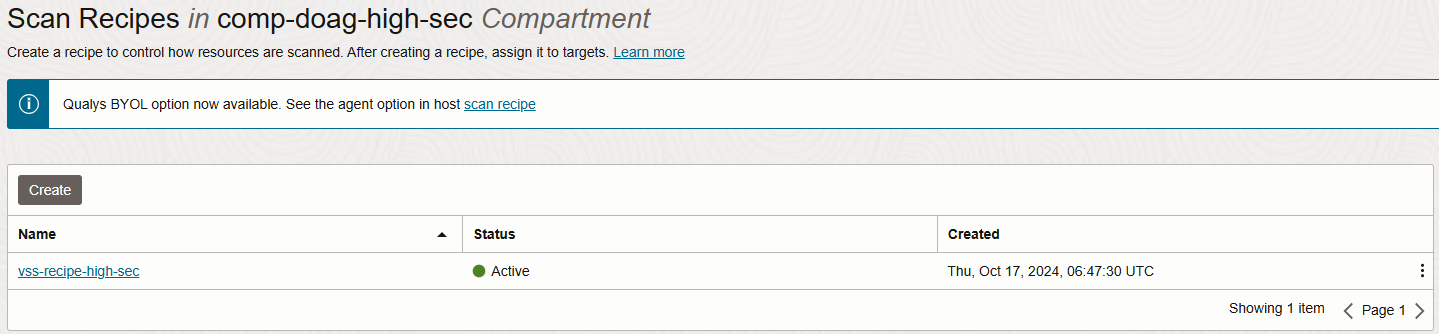 Scan Recipes in comp-doag-high-sec Compartment
Create a recipe to control how resources are scanned. After creating a recipe, assign it to targets. Learn more
Qualys BYOL option now available. See the agent option in host scan recipe
Create
Name Status Created
vss-recipe-high-sec Active Thu, Oct 17, 2024, 06:47:30 UTC
Showing 1 item Page 1